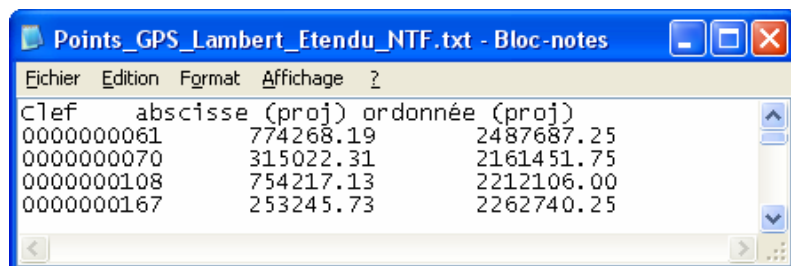 Points_GPS_Lambert_Etendu_NTF.txt - Bloc-notes
Fichier Edition Format Affichage ?
Clef abscisse (proj) ordonnée (proj)
0000000061 774268.19 2487687.25
0000000070 315022.31 2161451.75
0000000108 754217.13 2212106.00
0000000167 253245.73 2262740.25